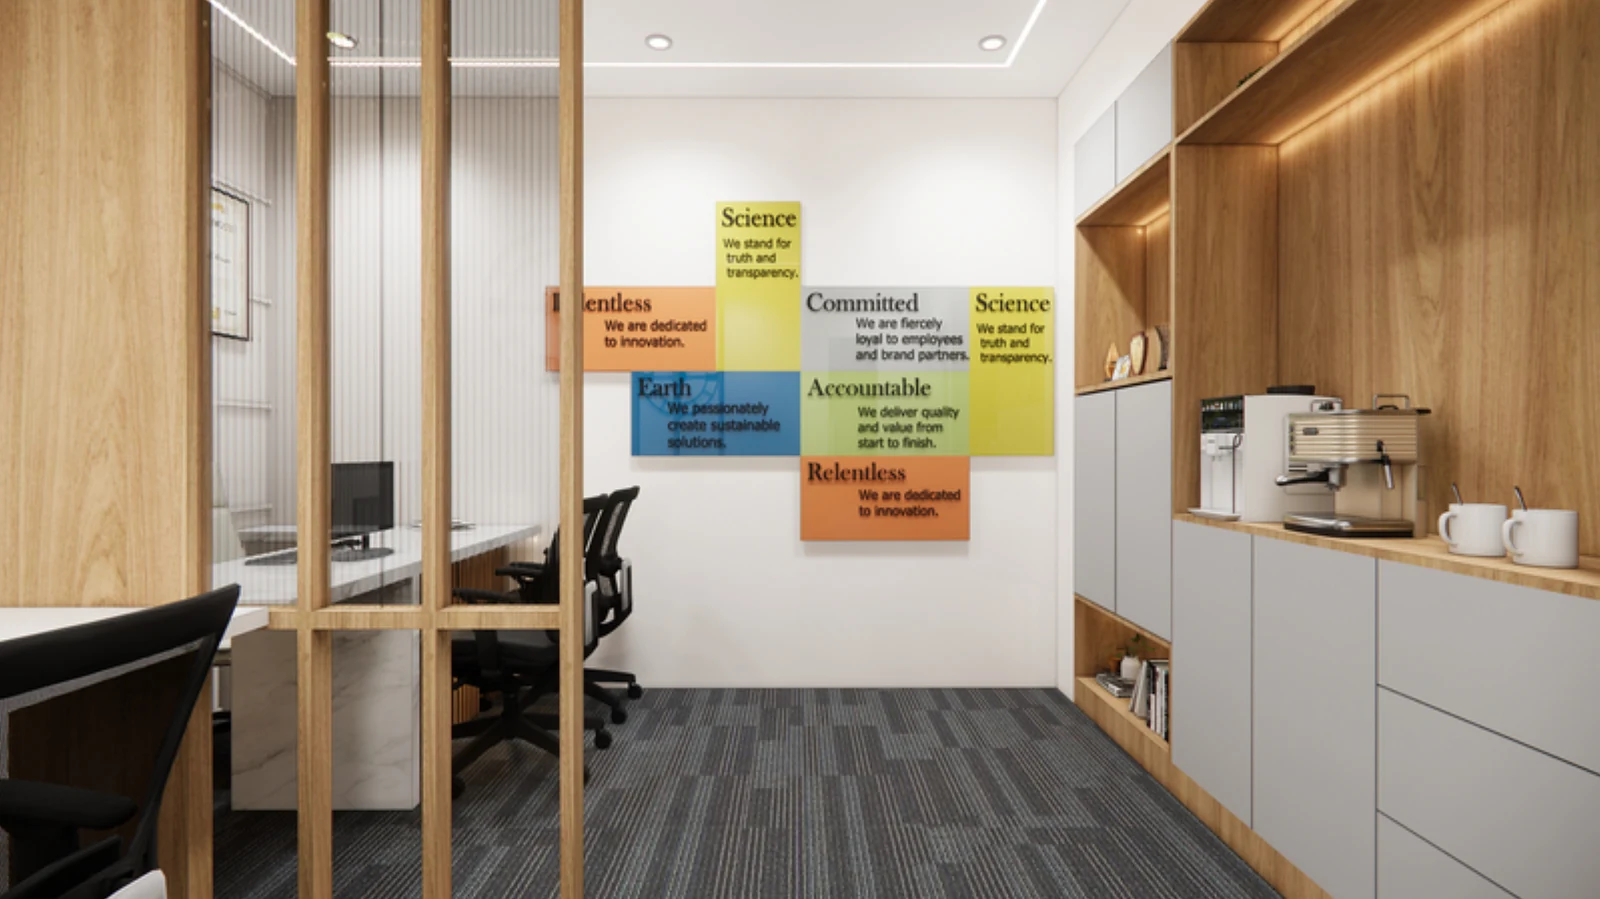 Science
We stand for
truth and
transparency.
Relentless
We are dedicated
to innovation.
Committed
We are fiercely
loyal to employees
and brand partners.
Science
We stand for
truth and
transparency.
Earth
We passionately
create sustainable
solutions.
Accountable
We deliver quality
and value from
start to finish.
Relentless
We are dedicated
to innovation.